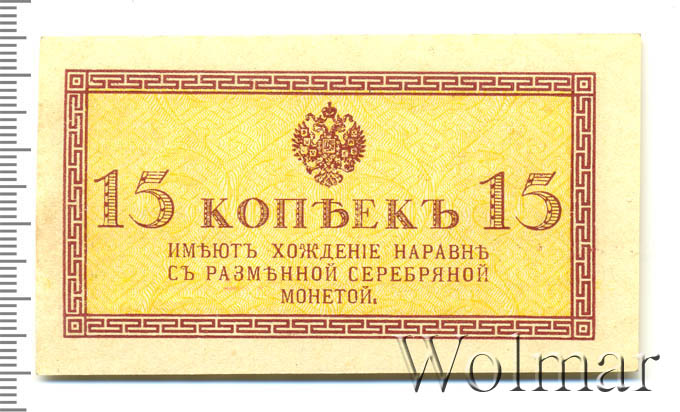 15 КОПѢЕКЪ 15
ИМѢЮТЪ ХОЖДЕНІЕ НАРАВНѢ
СЪ РАЗМѢННОЙ СЕРЕБРЯНОЙ
МОНЕТОЙ.
Wolmar